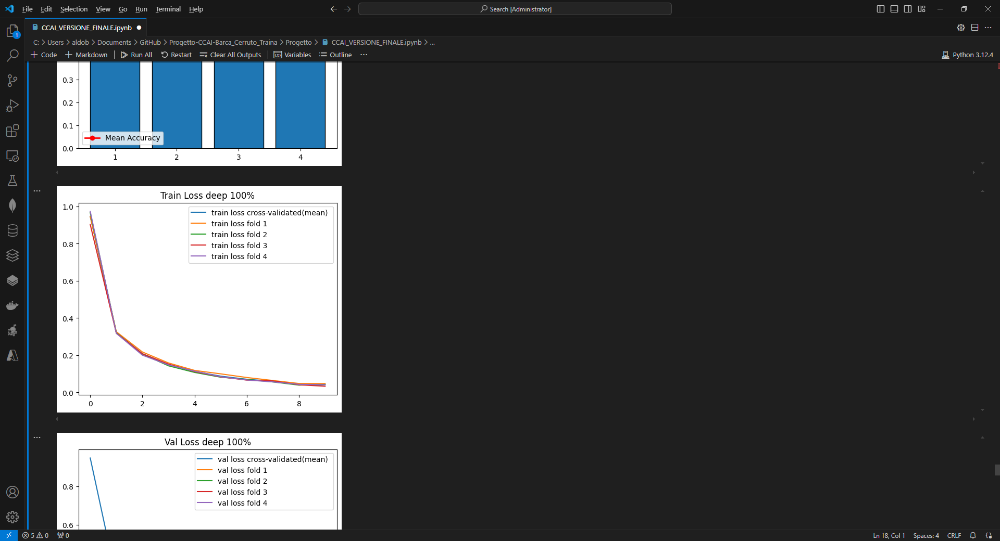 File Edit Selection View Go Run Terminal Help
Search [Administrator]
CCAI_VERSIONE_FINALE.ipynb
C: > Users > aldob > Documents > GitHub > Progetto-CCAI-Barca_Cerruto_Traina > Progetto > CCAI_VERSIONE_FINALE.ipynb > ...
+ Code + Markdown | Run All Restart Clear All Outputs | Variables Outline ...
Python 3.12.4
1
0.3
0.2
0.1
0.0
Mean Accuracy
1 2 3 4
Train Loss deep 100%
train loss cross-validated(mean)
train loss fold 1
train loss fold 2
train loss fold 3
train loss fold 4
1.0
0.8
0.6
0.4
0.2
0.0
0 2 4 6 8
Val Loss deep 100%
val loss cross-validated(mean)
val loss fold 1
val loss fold 2
val loss fold 3
val loss fold 4
0.8
0.6
5 0 0
Ln 18, Col 1 Spaces: 4 CRLF